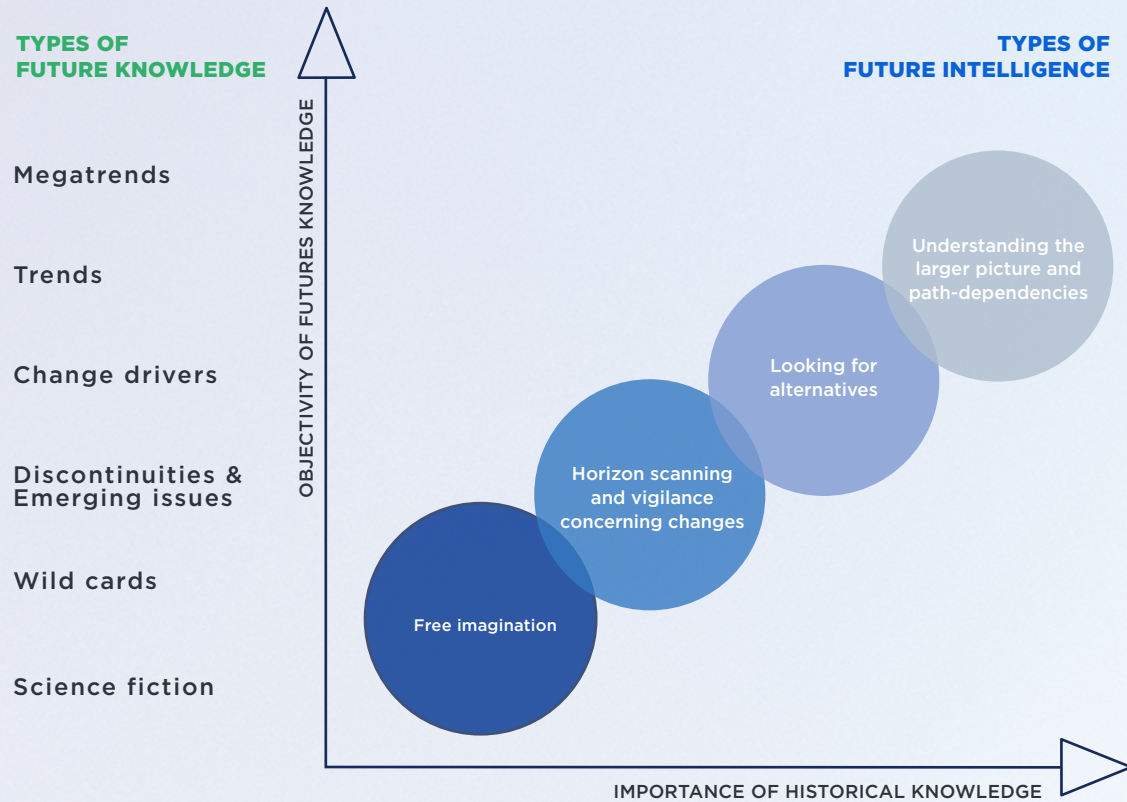 TYPES OF
FUTURE KNOWLEDGE
TYPES OF
FUTURE INTELLIGENCE
OBJECTIVITY OF FUTURES KNOWLEDGE
Megatrends
Trends
Change drivers
Discontinuities &
Emerging issues
Wild cards
Science fiction
Understanding the
larger picture and
path-dependencies
Looking for
alternatives
Horizon scanning
and vigilance
concerning changes
Free imagination
IMPORTANCE OF HISTORICAL KNOWLEDGE